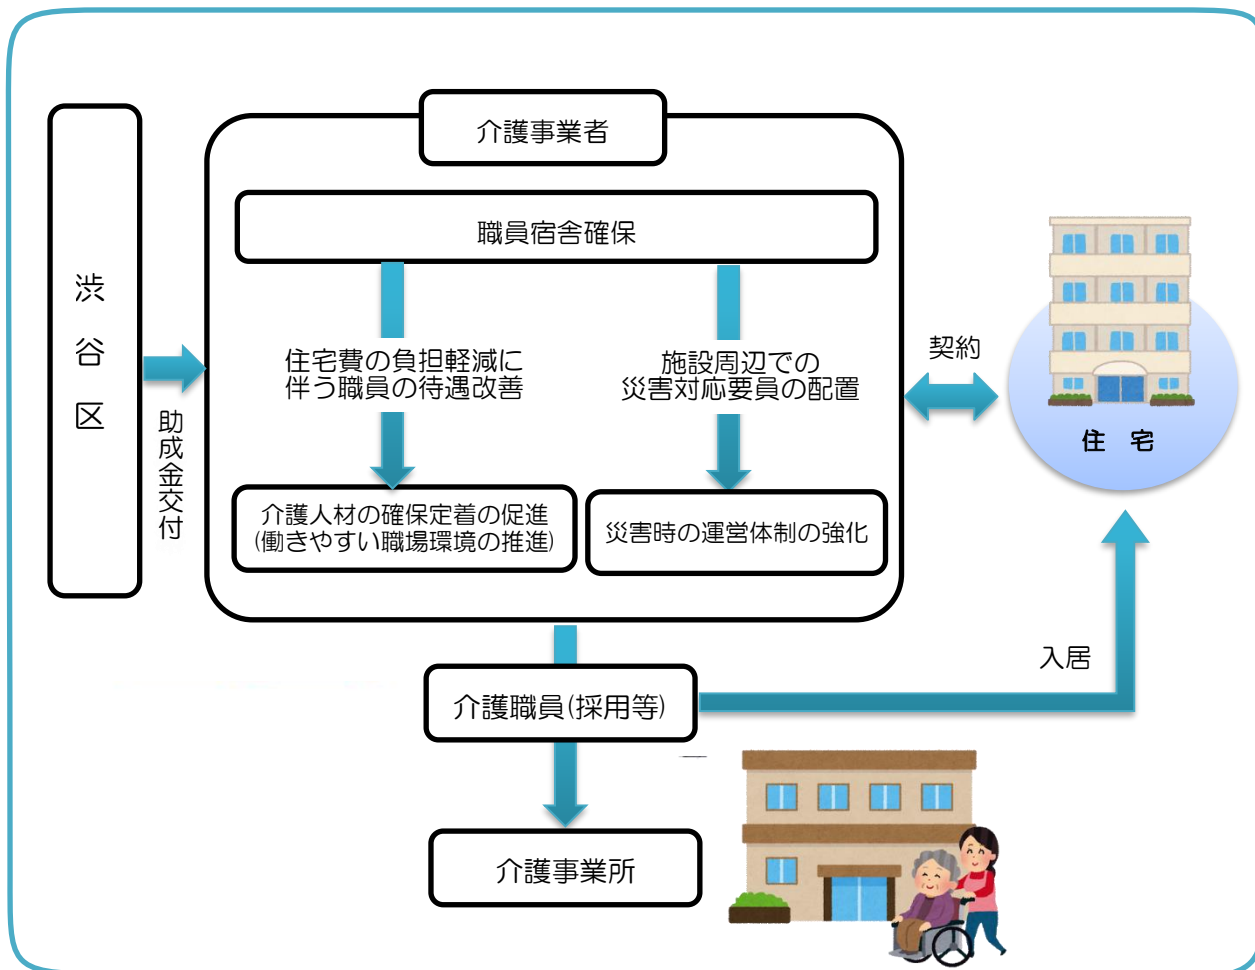 介護事業者
職員宿舎確保
渋谷区
住宅費の負担軽減に
伴う職員の待遇改善
施設周辺での
災害対応要員の配置
契約
助成金交付
住 宅
介護人材の確保定着の促進
(働きやすい職場環境の推進)
災害時の運営体制の強化
入居
介護職員(採用等)
介護事業所